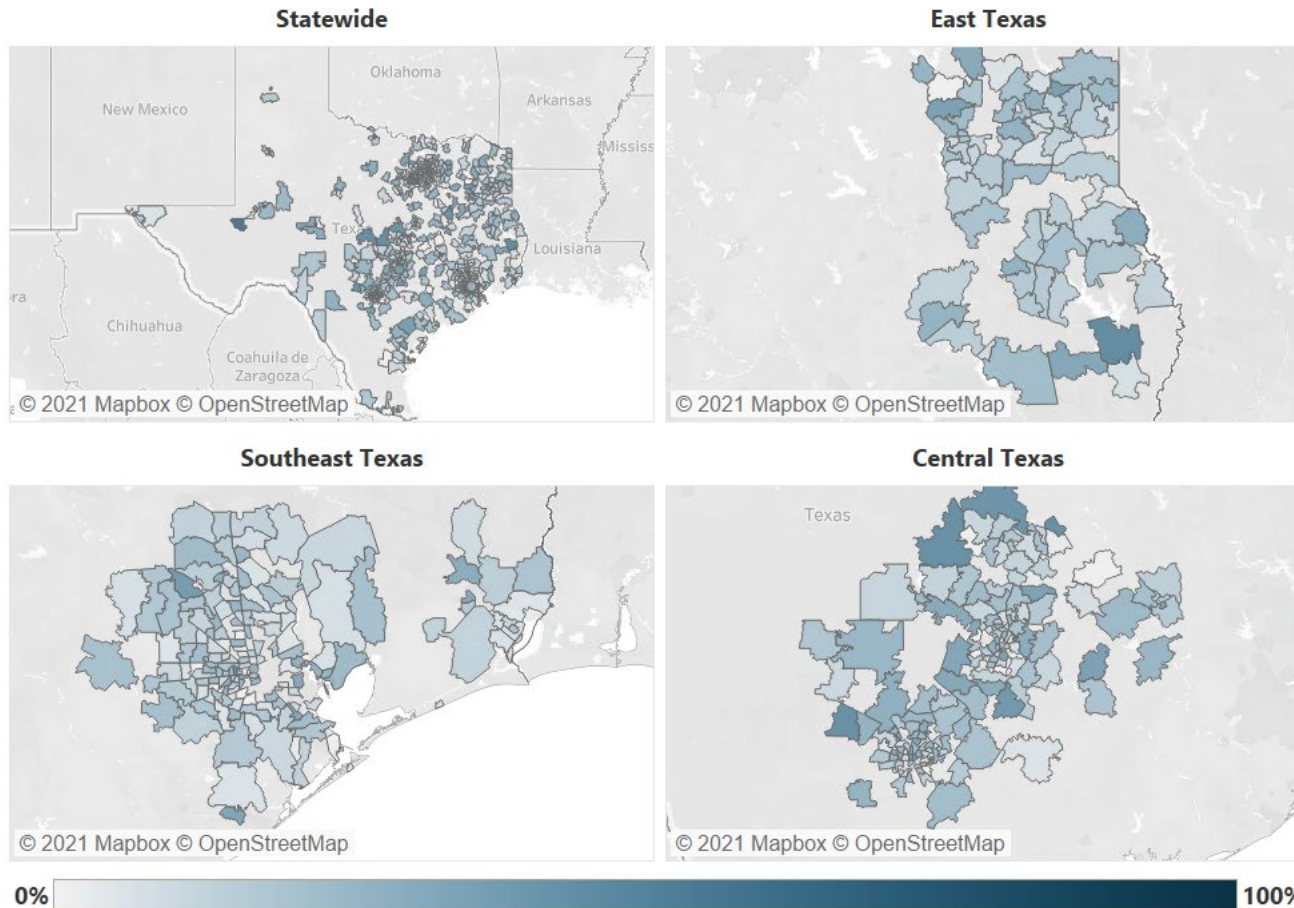 Statewide
East Texas
Oklahoma
New Mexico
Arkansas
Mississ
Louisiana
Chihuahua
Coahuila de
Zaragoza
© 2021 Mapbox © OpenStreetMap
© 2021 Mapbox © OpenStreetMap
Southeast Texas
Central Texas
Texas
© 2021 Mapbox © OpenStreetMap
© 2021 Mapbox © OpenStreetMap
0%
100%